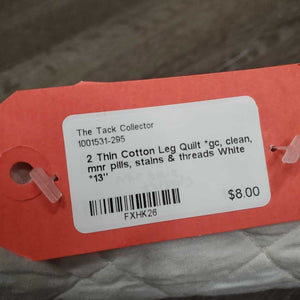 The Tack Collector
1001531-295
2 Thin Cotton Leg Quilt *gc, clean,
mnr pills, stains & threads White
*13"
$8.00
FXHK26